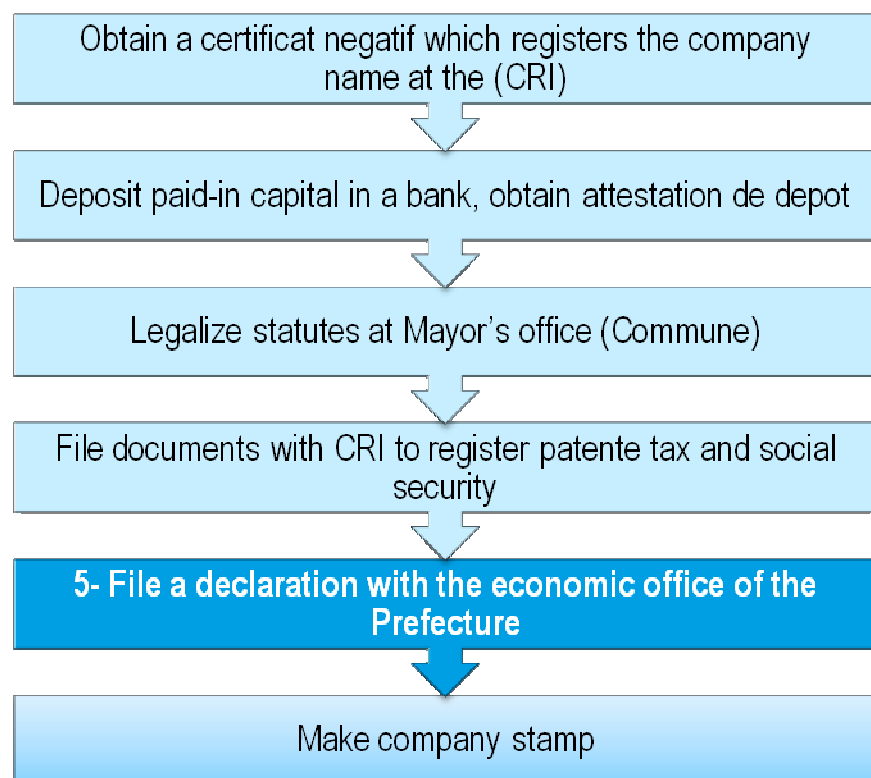 Obtain a certificat negatif which registers the company
name at the (CRI)
Deposit paid-in capital in a bank, obtain attestation de depot
Legalize statutes at Mayor's office (Commune)
File documents with CRI to register patente tax and social
security
5- File a declaration with the economic office of the
Prefecture
Make company stamp